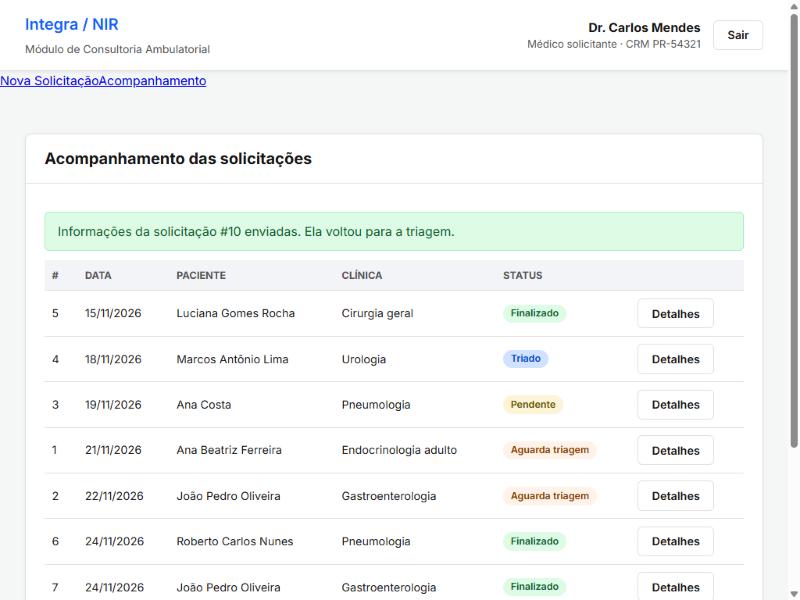 Integra / NIR
Módulo de Consultoria Ambulatorial
Dr. Carlos Mendes
Médico solicitante · CRM PR-54321
Sair
Nova SolicitaçãoAcompanhamento
Acompanhamento das solicitações
Informações da solicitação #10 enviadas. Ela voltou para a triagem.
# DATA PACIENTE CLÍNICA STATUS
5 15/11/2026 Luciana Gomes Rocha Cirurgia geral Finalizado Detalhes
4 18/11/2026 Marcos Antônio Lima Urologia Triado Detalhes
3 19/11/2026 Ana Costa Pneumologia Pendente Detalhes
1 21/11/2026 Ana Beatriz Ferreira Endocrinologia adulto Aguarda triagem Detalhes
2 22/11/2026 João Pedro Oliveira Gastroenterologia Aguarda triagem Detalhes
6 24/11/2026 Roberto Carlos Nunes Pneumologia Finalizado Detalhes
7 24/11/2026 João Pedro Oliveira Gastroenterologia Finalizado Detalhes